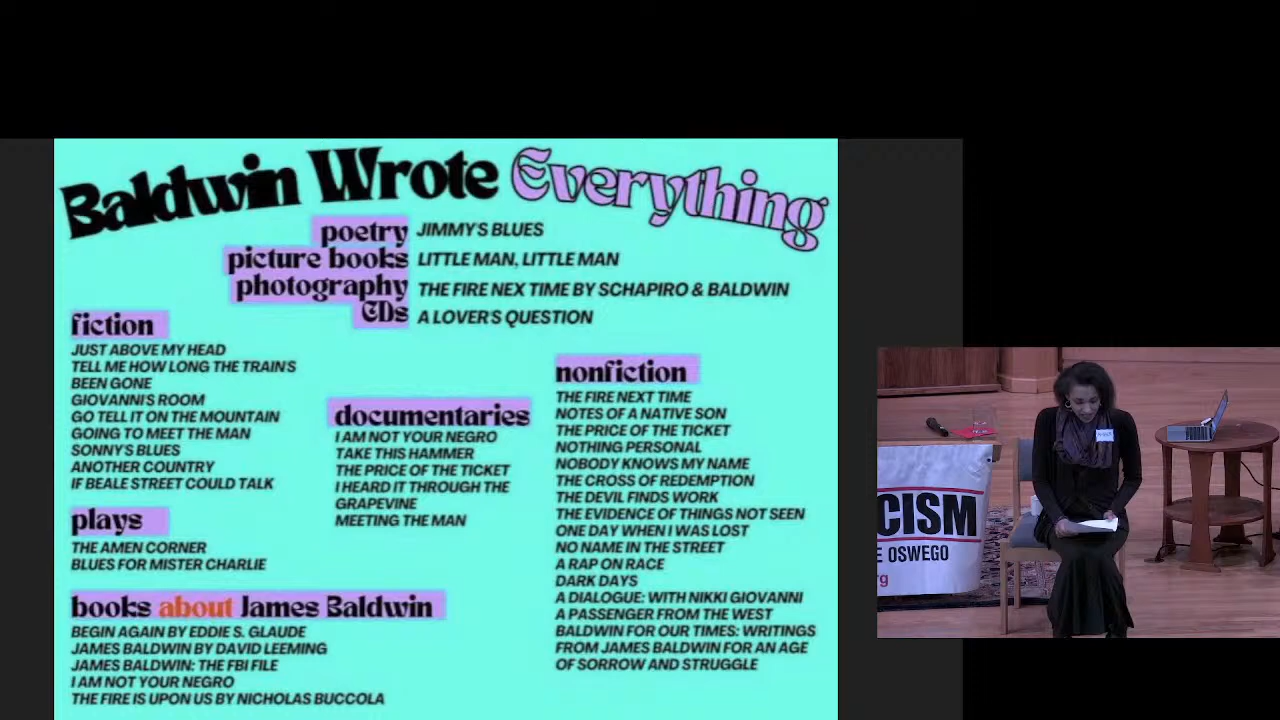 Baldwin Wrote Everything
poetry JIMMY'S BLUES
picture books LITTLE MAN, LITTLE MAN
photography THE FIRE NEX TIME BY SCHAPIRO & BALDWIN
CDs A LOVER'S QUESTION
fiction
JUST ABOVE MY HEAD
TELL ME HOW LONG THE TRAIN'S
BEEN GONE
GIOVANNI'S ROOM
GO TELL IT ON THE MOUNTAIN
GOING TO MEET THE MAN
SONNY'S BLUES
ANOTHER COUNTRY
IF BEALE STREET COULD TALK
plays
THE AMEN CORNER
BLUES FOR MISTER CHARLIE
books about James Baldwin
BEGIN AGAIN BY EDDIE S. GLAUDE
JAMES BALDWIN BY DAVID LEEMING
JAMES BALDWIN: THE FBI FILE
I AM NOT YOUR NEGRO
THE FIRE IS UPON US BY NICHOLAS BUCCOLA
documentaries
I AM NOT YOUR NEGRO
TAKE THIS HAMMER
THE PRICE OF THE TICKET
I HEARD IT THROUGH THE
GRAPEVINE
MEETING THE MAN
nonfiction
THE FIRE NEXT TIME
NOTES OF A NATIVE SON
THE PRICE OF THE TICKET
NOTHING PERSONAL
NOBODY KNOWS MY NAME
THE CROSS OF REDEMPTION
THE DEVIL FINDS WORK
THE EVIDENCE OF THINGS NOT SEEN
ONE DAY WHEN I WAS LOST
NO NAME IN THE STREET
A RAP ON RACE
DARK DAYS
A DIALOGUE: WITH NIKKI GIOVANNI
A PASSENGER FROM THE WEST
BALDWIN FOR OUR TIMES: WRITINGS
FROM JAMES BALDWIN FOR AN AGE
OF SORROW AND STRUGGLE
CISM
E OSWEGO
rg